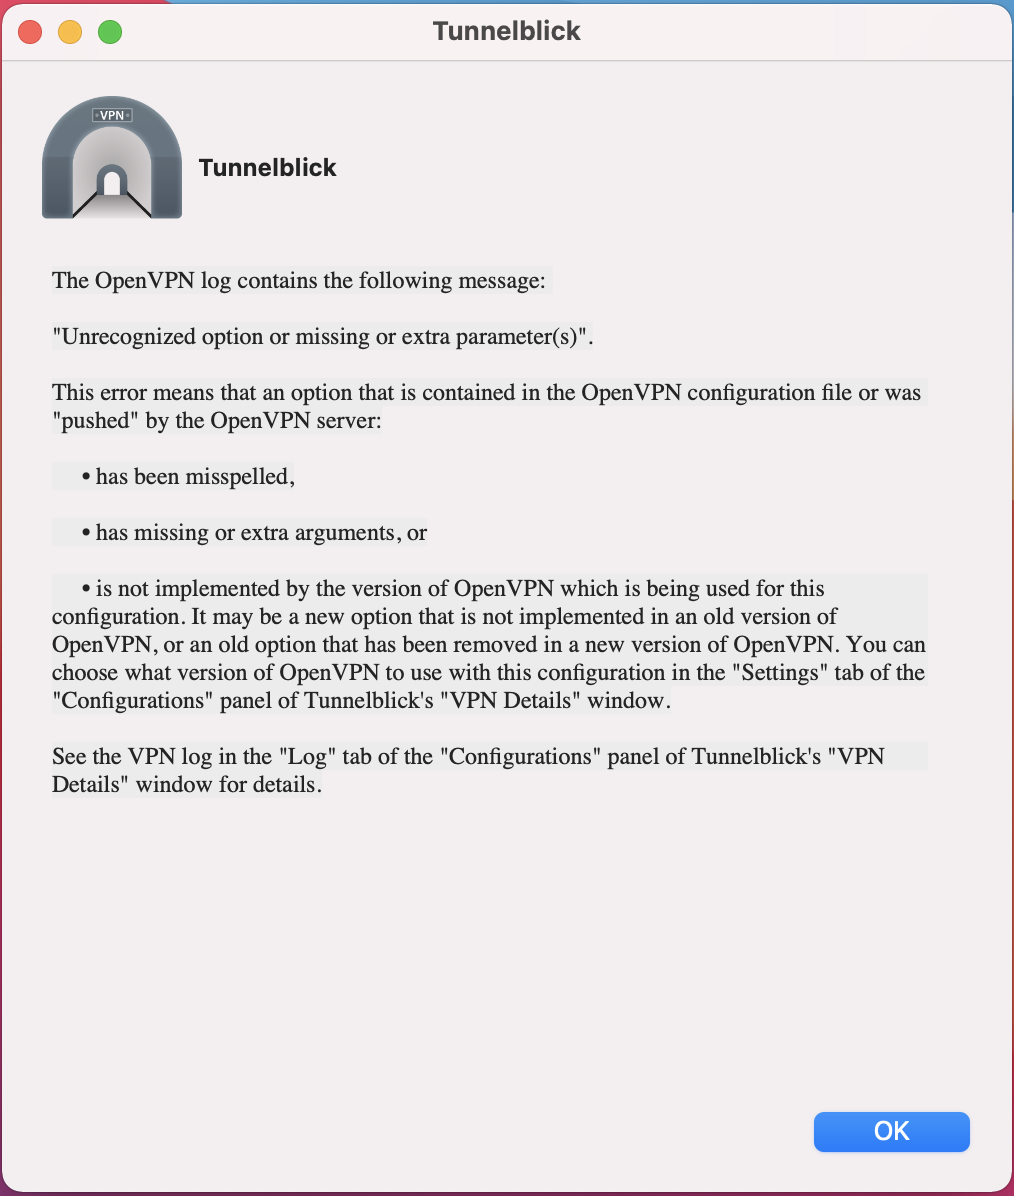 Tunnelblick
VPN
Tunnelblick
The OpenVPN log contains the following message:
"Unrecognized option or missing or extra parameter(s)".
This error means that an option that is contained in the OpenVPN configuration file or was
"pushed" by the OpenVPN server:
• has been misspelled,
• has missing or extra arguments, or
• is not implemented by the version of OpenVPN which is being used for this
configuration. It may be a new option that is not implemented in an old version of
OpenVPN, or an old option that has been removed in a new version of OpenVPN. You can
choose what version of OpenVPN to use with this configuration in the "Settings" tab of the
"Configurations" panel of Tunnelblick's "VPN Details" window.
See the VPN log in the "Log" tab of the "Configurations" panel of Tunnelblick's "VPN
Details" window for details.
OK